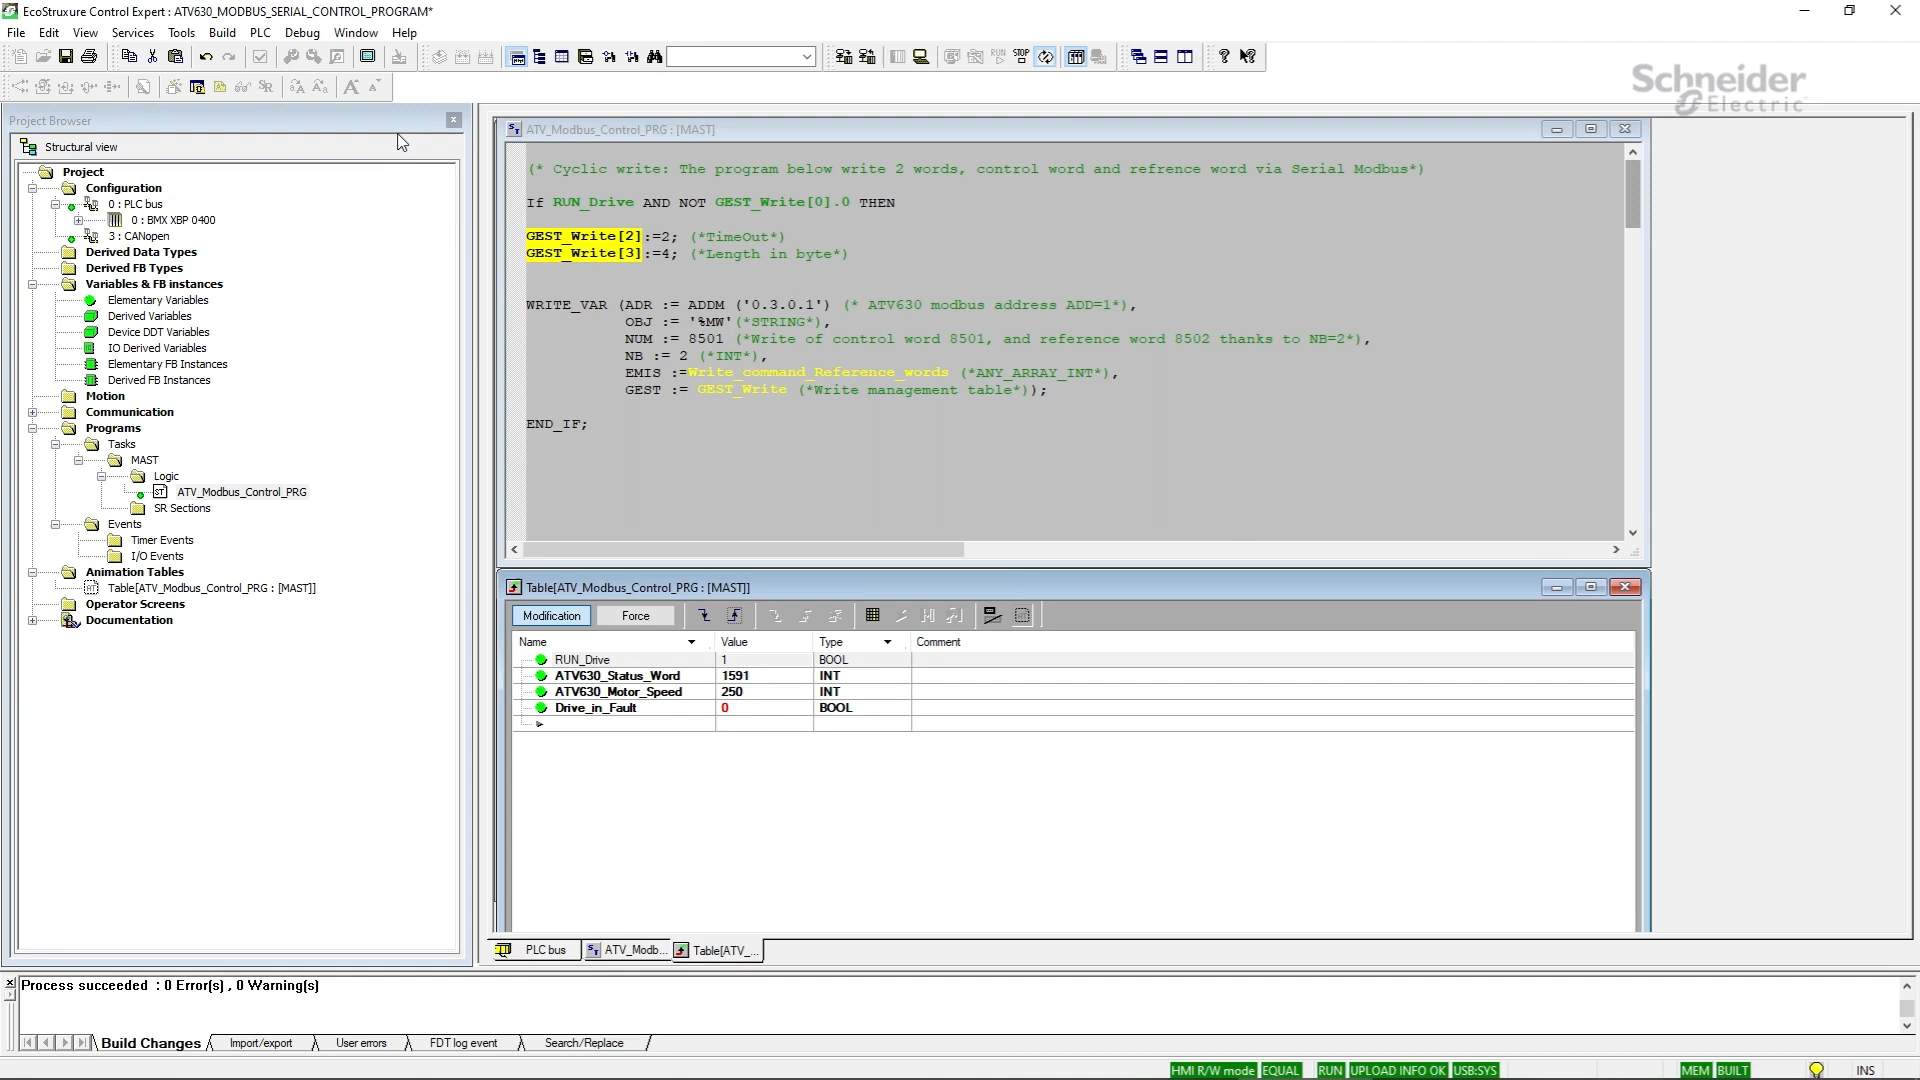 EcoStruxure Control Expert : ATV630_MODBUS_SERIAL_CONTROL_PROGRAM*
File Edit View Services Tools Build PLC Debug Window Help
Schneider
Electric
Project Browser
Structural view
Project
Configuration
0 : PLC bus
0 : BMX XBP 0400
3 : CANopen
Derived Data Types
Derived FB Types
Variables & FB instances
Elementary Variables
Derived Variables
Device DDT Variables
IO Derived Variables
Elementary FB Instances
Derived FB Instances
Motion
Communication
Programs
Tasks
MAST
Logic
ATV_Modbus_Control_PRG
SR Sections
Events
Timer Events
I/O Events
Animation Tables
Table[ATV_Modbus_Control_PRG : [MAST]]
Operator Screens
Documentation
ATV_Modbus_Control_PRG : [MAST]
(* Cyclic write: The program below write 2 words, control word and refrence word via Serial Modbus*)
If RUN_Drive AND NOT GEST_Write[0].0 THEN
GEST_Write[2]:=2; (*TimeOut*)
GEST_Write[3]:=4; (*Length in byte*)
WRITE_VAR (ADR := ADDM ('0.3.0.1') (* ATV630 modbus address ADD=1*),
OBJ := '%MW'(*STRING*),
NUM := 8501 (*Write of control word 8501, and reference word 8502 thanks to NB=2*),
NB := 2 (*INT*),
EMIS :=Write_command_Reference_words (*ANY_ARRAY_INT*),
GEST := GEST_Write (*Write management table*));
END_IF;
Table[ATV_Modbus_Control_PRG : [MAST]]
Modification Force
Name Value Type Comment
RUN_Drive 1 BOOL
ATV630_Status_Word 1591 INT
ATV630_Motor_Speed 250 INT
Drive_in_Fault 0 BOOL
PLC bus ATV_Modb... Table[ATV_...
Process succeeded : 0 Error(s) , 0 Warning(s)
Build Changes Import/export User errors FDT log event Search/Replace
HMI R/W mode EQUAL RUN UPLOAD INFO OK USB:SYS MEM BUILT INS